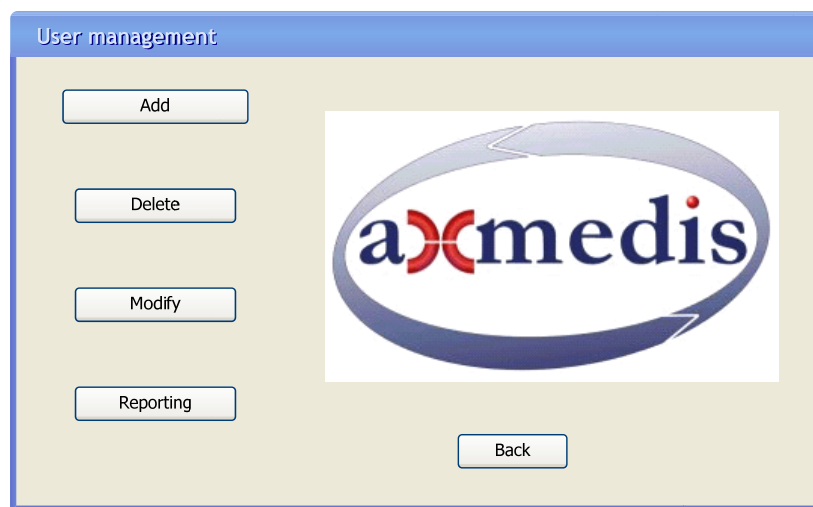 User management
Add
Delete
axmedis
Modify
Reporting
Back